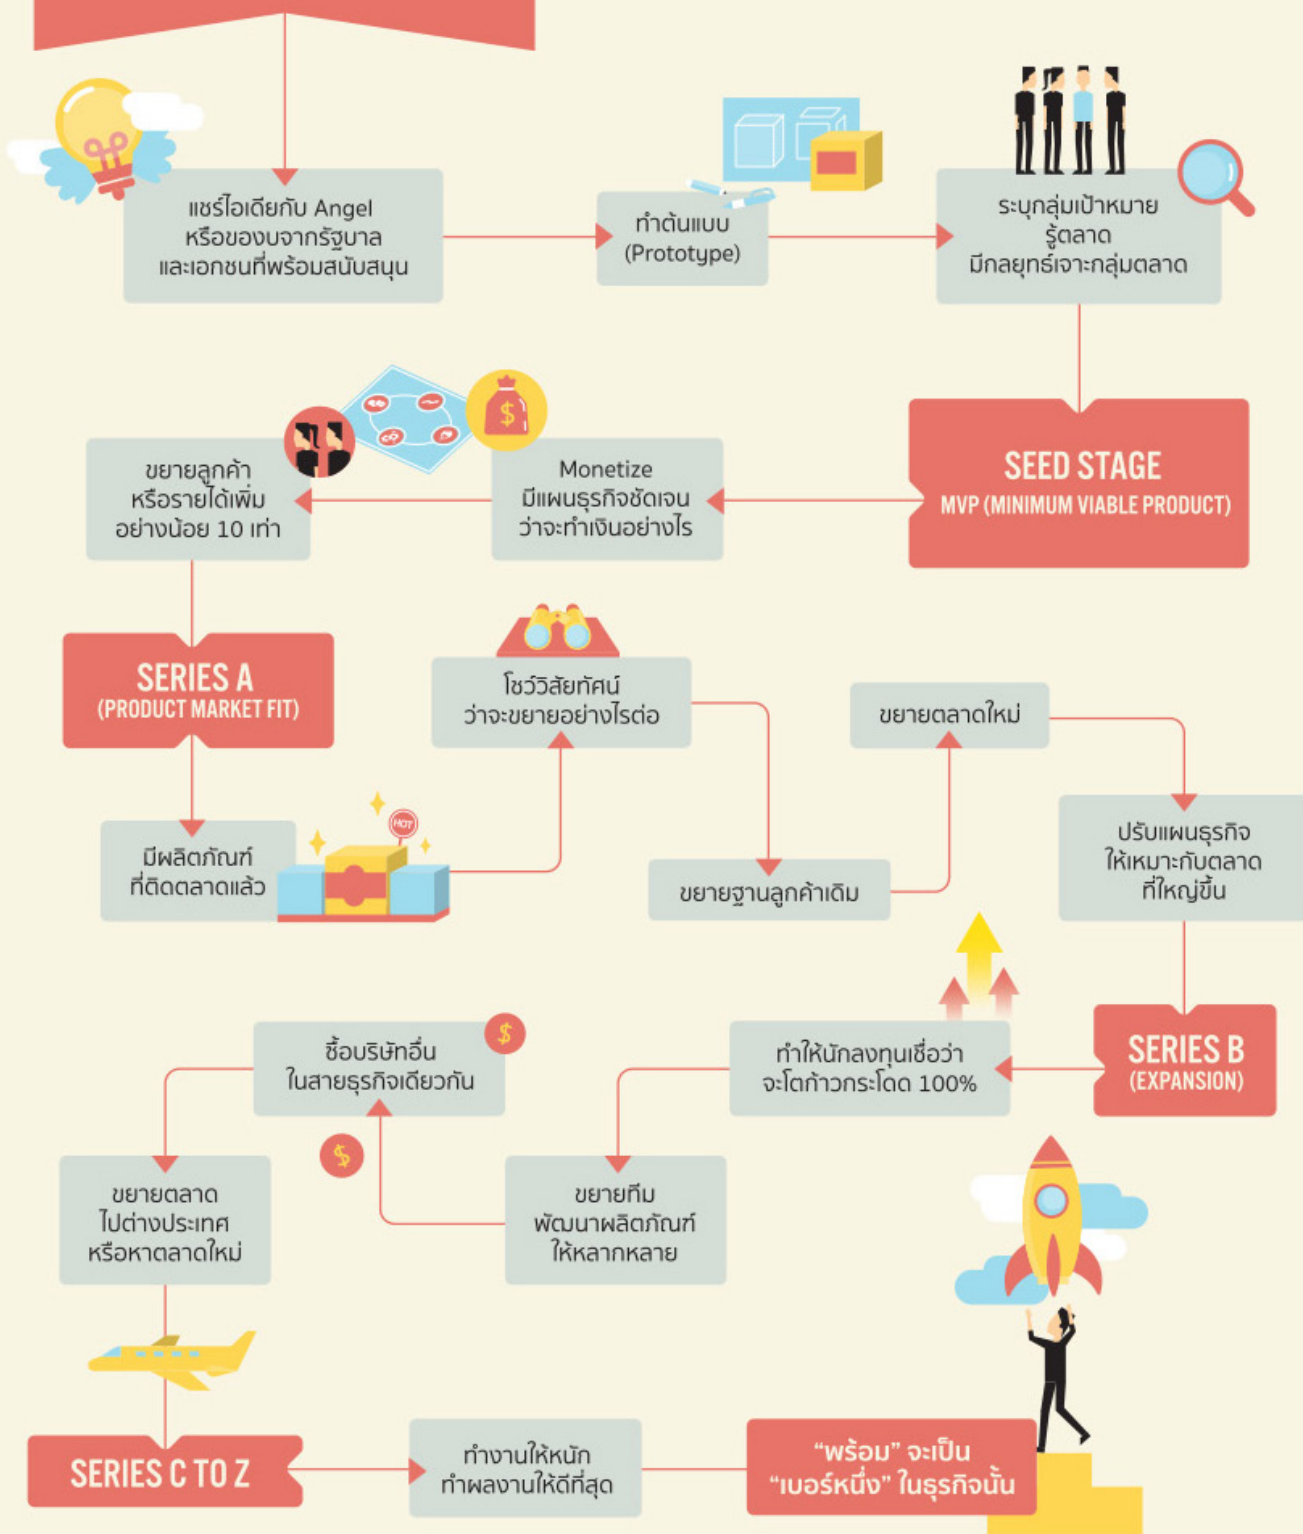 แชร์ไอเดียกับ Angel
หรือของบจากรัฐบาล
และเอกชนที่พร้อมสนับสนุน
ทำต้นแบบ
(Prototype)
ระบุกลุ่มเป้าหมาย
รู้ตลาด
มีกลยุทธ์เจาะกลุ่มตลาด
SEED STAGE
MVP (MINIMUM VIABLE PRODUCT)
$
Monetize
มีแผนธุรกิจชัดเจน
ว่าจะทำเงินอย่างไร
ขยายลูกค้า
หรือรายได้เพิ่ม
อย่างน้อย 10 เท่า
SERIES A
(PRODUCT MARKET FIT)
มีผลิตภัณฑ์
ที่ติดตลาดแล้ว
HOT
โชว์วิสัยทัศน์
ว่าจะขยายอย่างไรต่อ
ขยายฐานลูกค้าเดิม
ขยายตลาดใหม่
ปรับแผนธุรกิจ
ให้เหมาะกับตลาด
ที่ใหญ่ขึ้น
SERIES B
(EXPANSION)
ทำให้นักลงทุนเชื่อว่า
จะโตก้าวกระโดด 100%
ขยายทีม
พัฒนาผลิตภัณฑ์
ให้หลากหลาย
$
ซื้อบริษัทอื่น
ในสายธุรกิจเดียวกัน
$
ขยายตลาด
ไปต่างประเทศ
หรือหาตลาดใหม่
SERIES C TO Z
ทำงานให้หนัก
ทำผลงานให้ดีที่สุด
“พร้อม” จะเป็น
“เบอร์หนึ่ง” ในธุรกิจนั้น